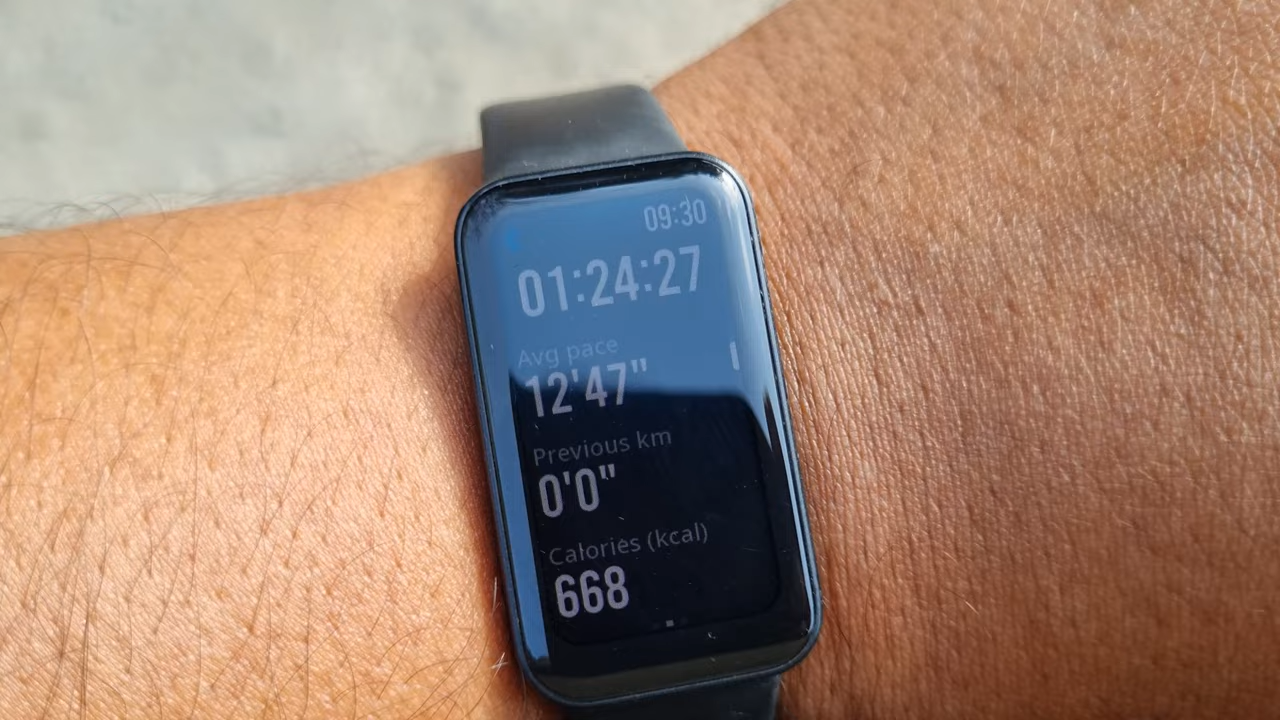 09:30
01:24:27
Avg pace
12'47"
Previous km
0'0"
Calories (kcal)
668